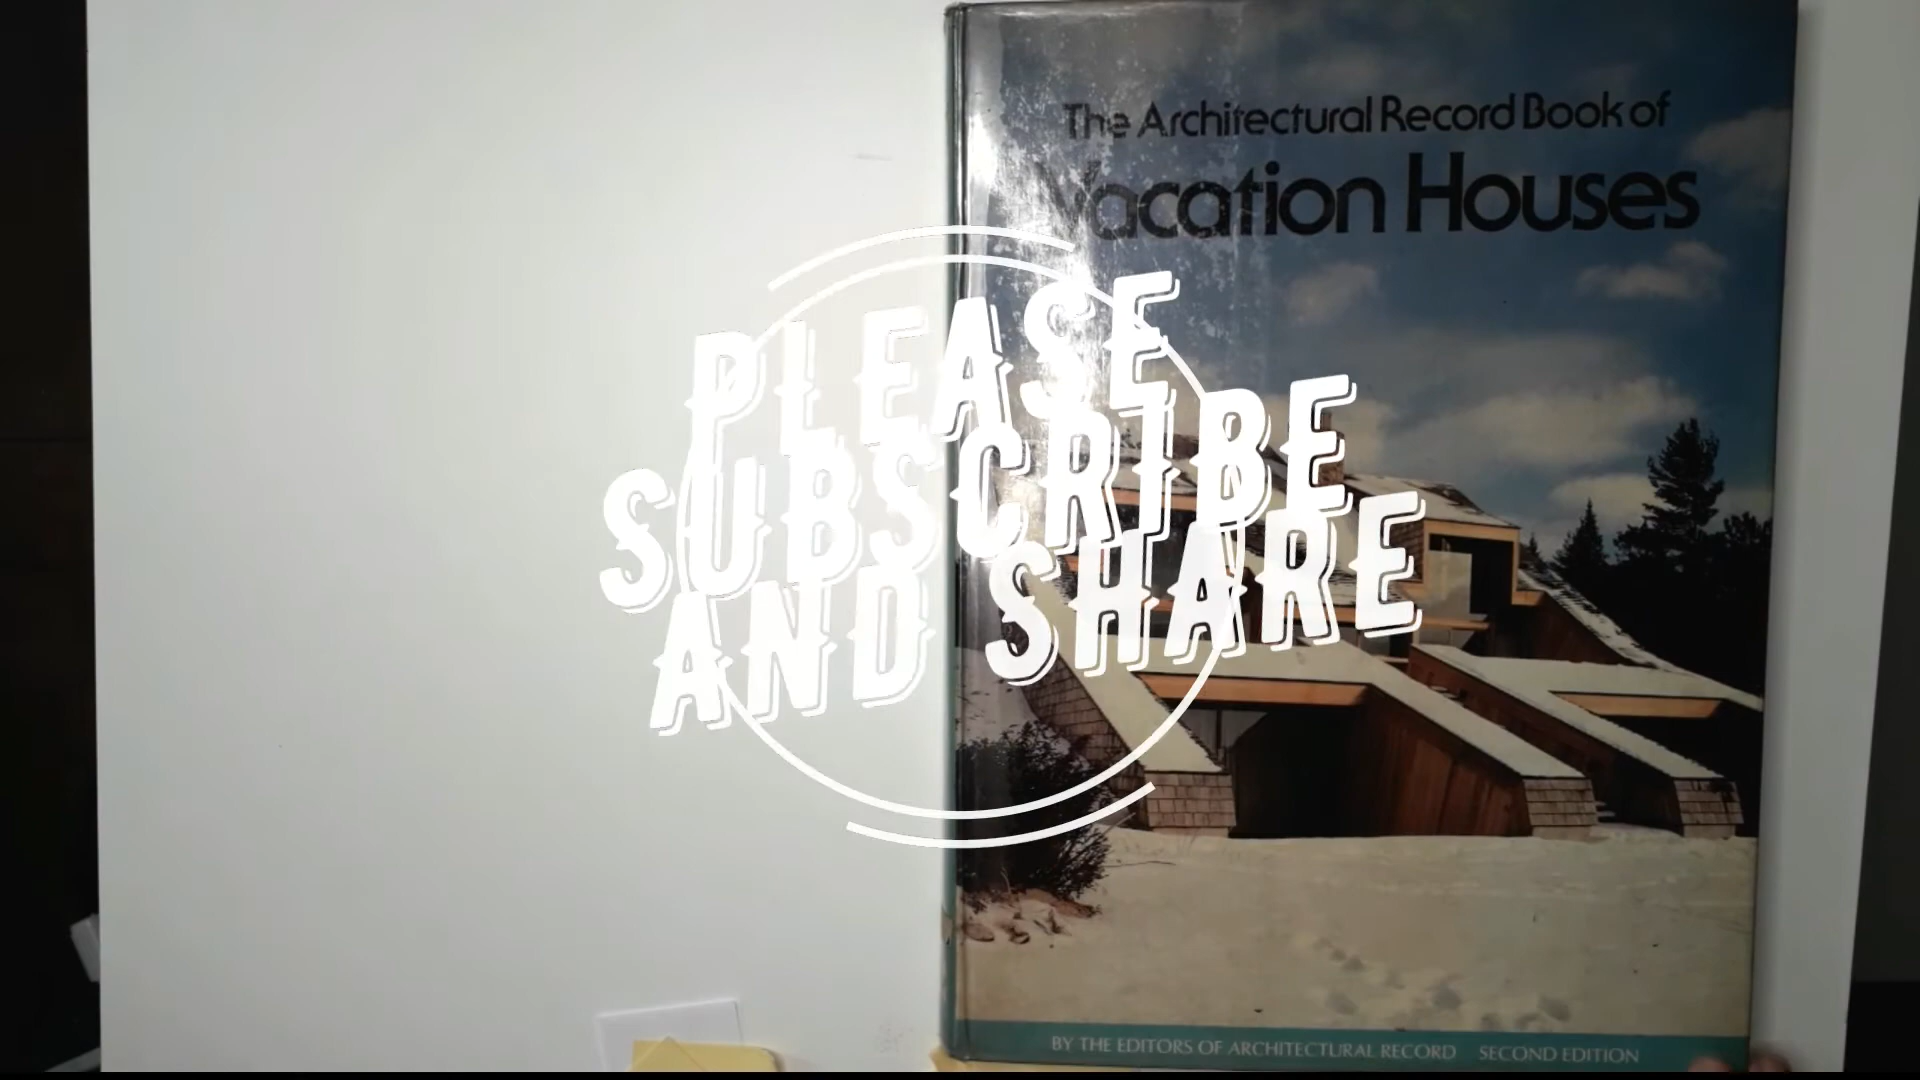 The Architectural Record Book of
Vacation Houses
PLEASE
SUBSCRIBE
AND SHARE
BY THE EDITORS OF ARCHITECTURAL RECORD SECOND EDITION